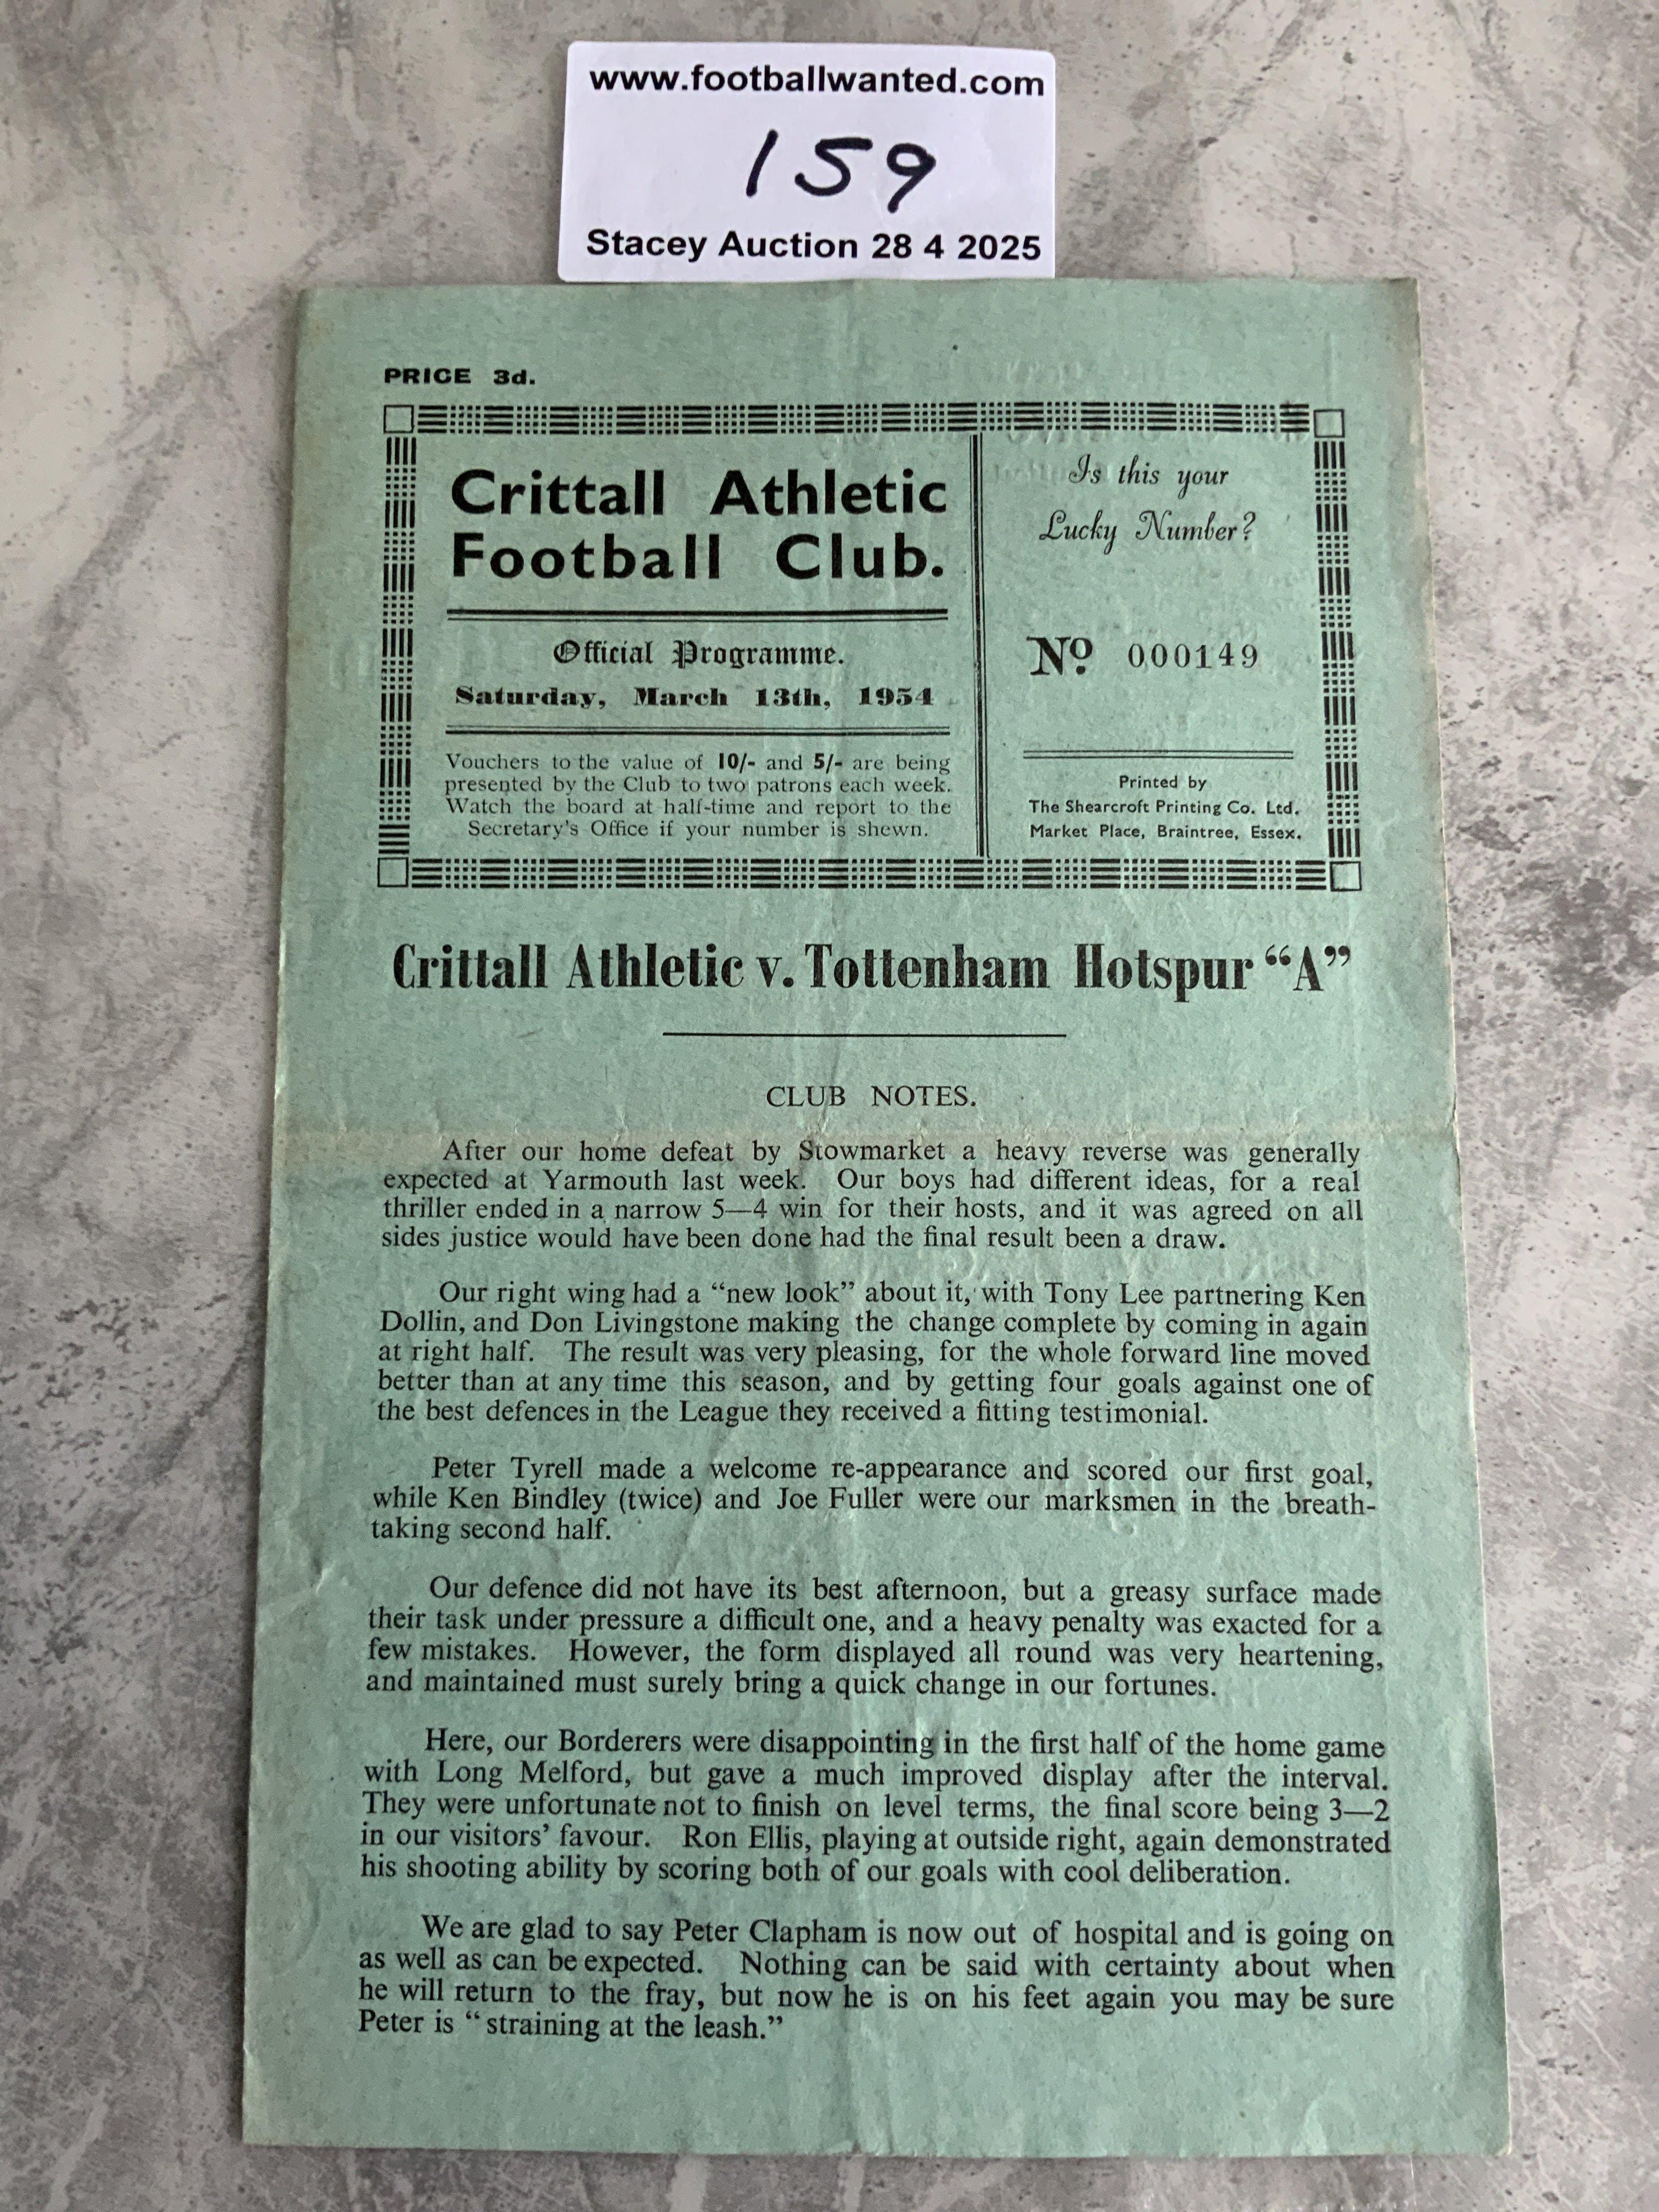 www.footballwanted.com
159
Stacey Auction 28 4 2025
PRICE 3d.
Crittall Athletic
Football Club.
Official Programme.
Saturday, March 13th, 1954
Vouchers to the value of 10/- and 5/- are being
presented by the Club to two patrons each week.
Watch the board at half-time and report to the
Secretary's Office if your number is shewn.
Is this your
Lucky Number?
No. 000149
Printed by
The Shearcroft Printing Co. Ltd.
Market Place, Braintree, Essex.
Crittall Athletic v. Tottenham Hotspur “A”
CLUB NOTES.
After our home defeat by Stowmarket a heavy reverse was generally
expected at Yarmouth last week. Our boys had different ideas, for a real
thriller ended in a narrow 5—4 win for their hosts, and it was agreed on all
sides justice would have been done had the final result been a draw.
Our right wing had a “new look” about it, with Tony Lee partnering Ken
Dollin, and Don Livingstone making the change complete by coming in again
at right half. The result was very pleasing, for the whole forward line moved
better than at any time this season, and by getting four goals against one of
the best defences in the League they received a fitting testimonial.
Peter Tyrell made a welcome re-appearance and scored our first goal,
while Ken Bindley (twice) and Joe Fuller were our marksmen in the breath-
taking second half.
Our defence did not have its best afternoon, but a greasy surface made
their task under pressure a difficult one, and a heavy penalty was exacted for a
few mistakes. However, the form displayed all round was very heartening,
and maintained must surely bring a quick change in our fortunes.
Here, our Borderers were disappointing in the first half of the home game
with Long Melford, but gave a much improved display after the interval.
They were unfortunate not to finish on level terms, the final score being 3—2
in our visitors' favour. Ron Ellis, playing at outside right, again demonstrated
his shooting ability by scoring both of our goals with cool deliberation.
We are glad to say Peter Clapham is now out of hospital and is going on
as well as can be expected. Nothing can be said with certainty about when
he will return to the fray, but now he is on his feet again you may be sure
Peter is “straining at the leash.”